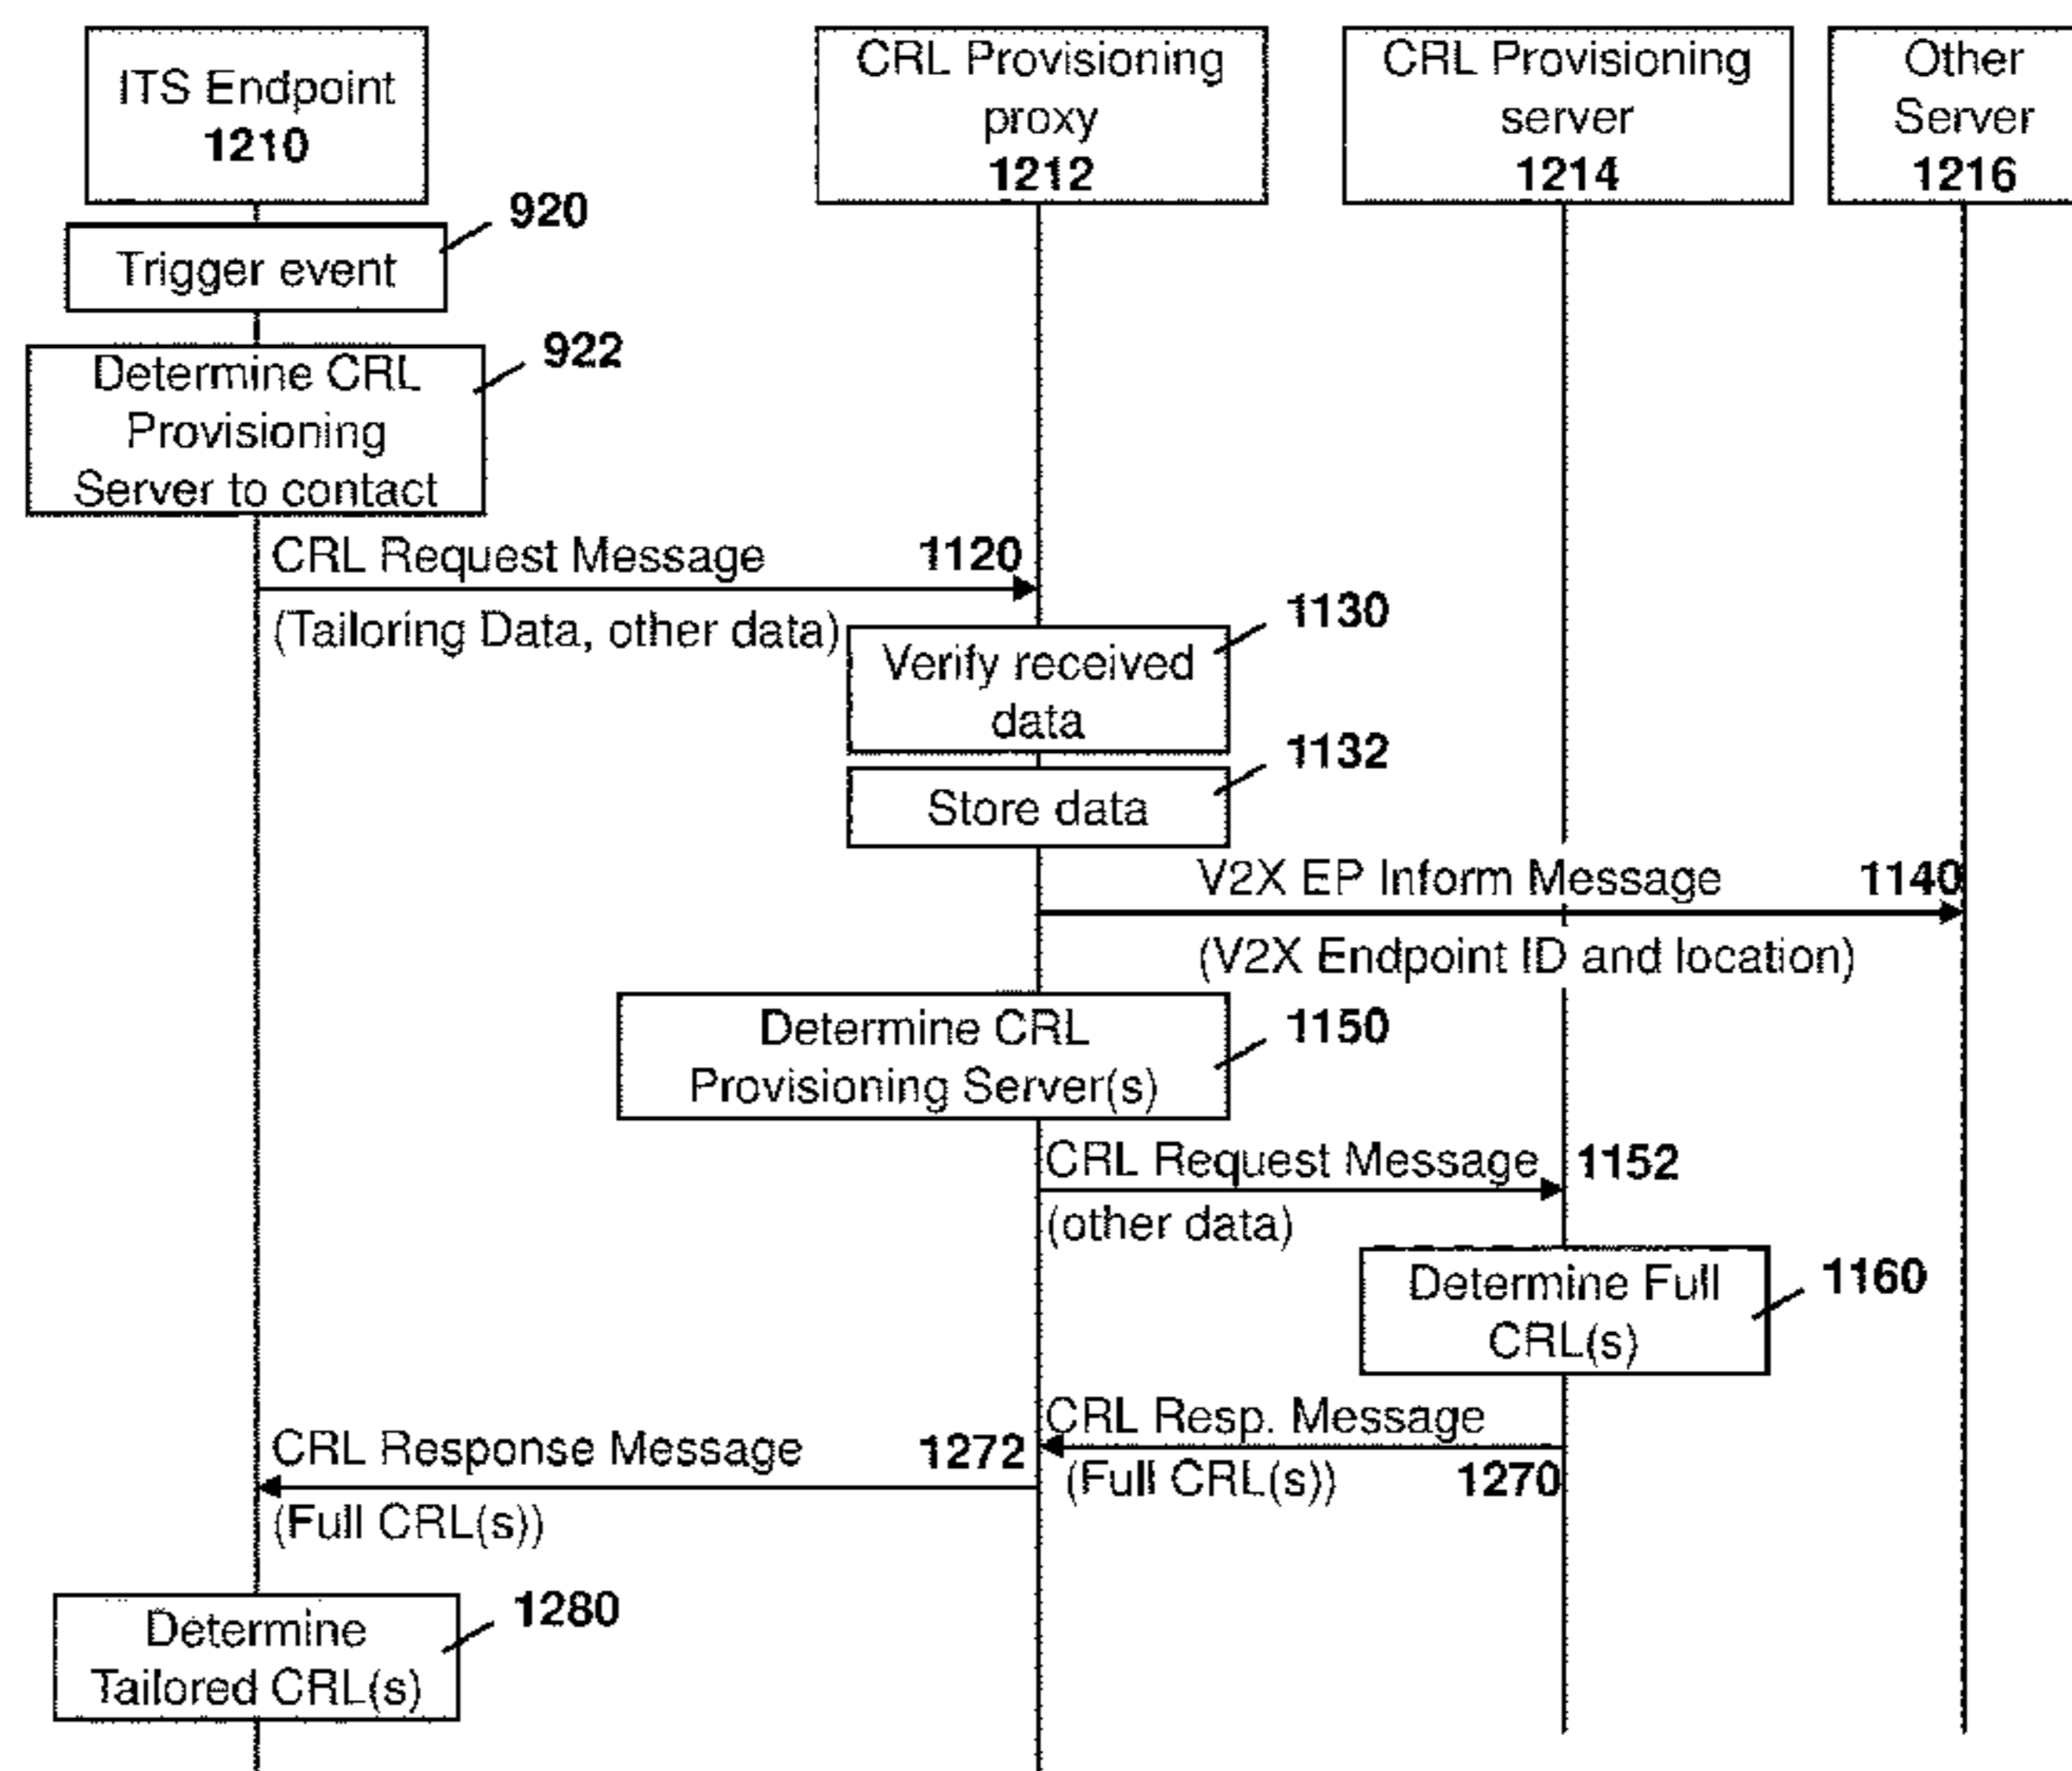 ITS Endpoint
1210
CRL Provisioning
proxy
1212
CRL Provisioning
server
1214
Other
Server
1216
920
Trigger event
922
Determine CRL
Provisioning
Server to contact
CRL Request Message
1120
(Tailoring Data, other data)
1130
Verify received
data
1132
Store data
V2X EP Inform Message
1140
(V2X Endpoint ID and location)
Determine CRL
Provisioning Server(s)
1150
CRL Request Message
1152
(other data)
Determine Full
CRL(s)
1160
CRL Resp. Message
(Full CRL(s))
1270
CRL Response Message
1272
(Full CRL(s))
Determine
Tailored CRL(s)
1280